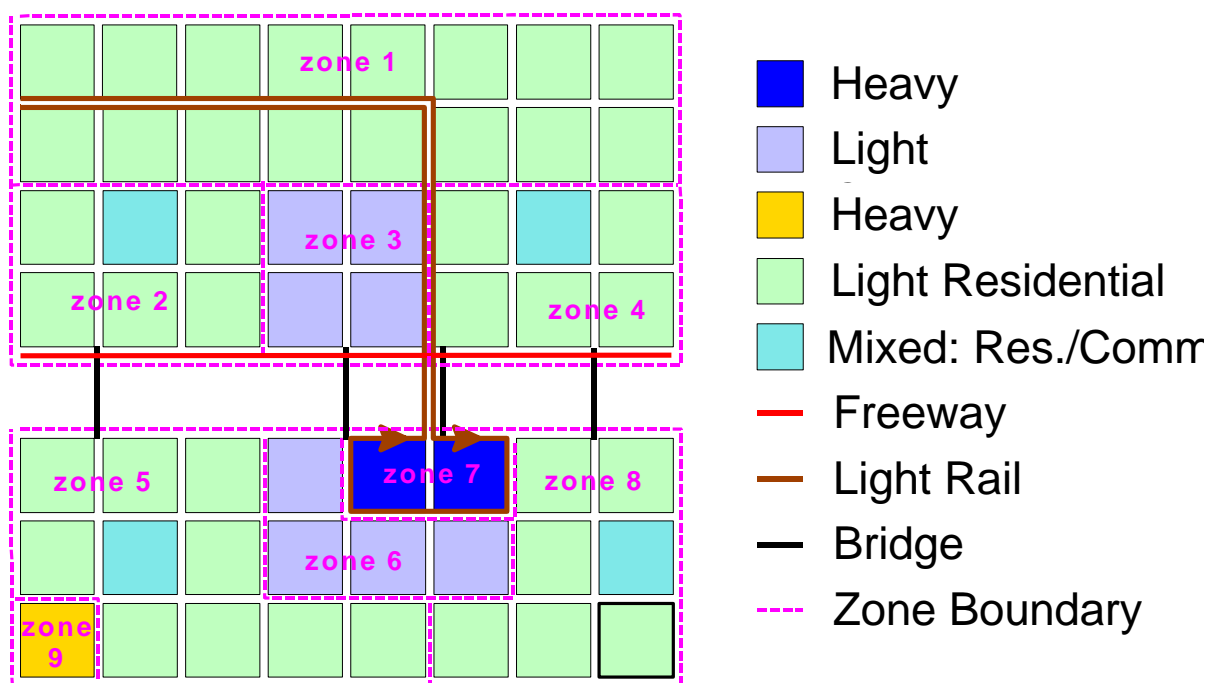 zone 1
zone 3
zone 2
zone 4
zone 5
zone 7
zone 8
zone 6
zone
9
Heavy
Light
Heavy
Light Residential
Mixed: Res./Comm
Freeway
Light Rail
Bridge
Zone Boundary